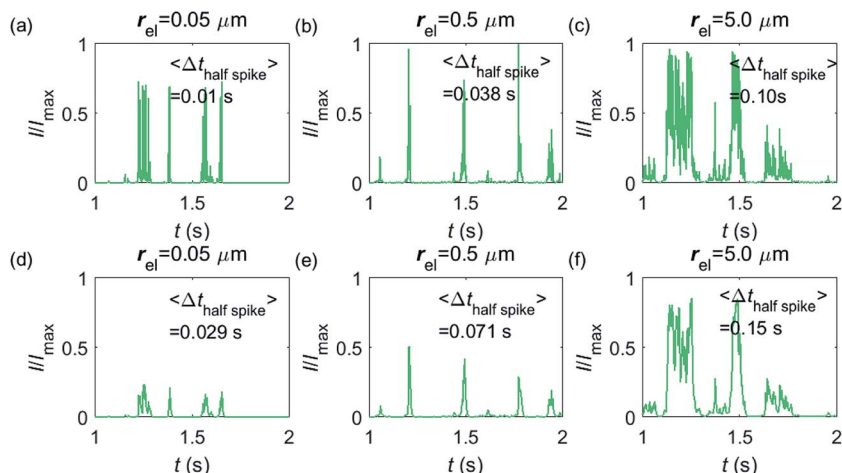 (a) r_el=0.05 μm
<Δt_half spike>
=0.01 s
1
0.5
0
I/I_max
1 1.5 2
t (s)
(b) r_el=0.5 μm
<Δt_half spike>
=0.038 s
1
0.5
0
I/I_max
1 1.5 2
t (s)
(c) r_el=5.0 μm
<Δt_half spike>
=0.10s
1
0.5
0
I/I_max
1 1.5 2
t (s)
(d) r_el=0.05 μm
<Δt_half spike>
=0.029 s
1
0.5
0
I/I_max
1 1.5 2
t (s)
(e) r_el=0.5 μm
<Δt_half spike>
=0.071 s
1
0.5
0
I/I_max
1 1.5 2
t (s)
(f) r_el=5.0 μm
<Δt_half spike>
=0.15 s
1
0.5
0
I/I_max
1 1.5 2
t (s)